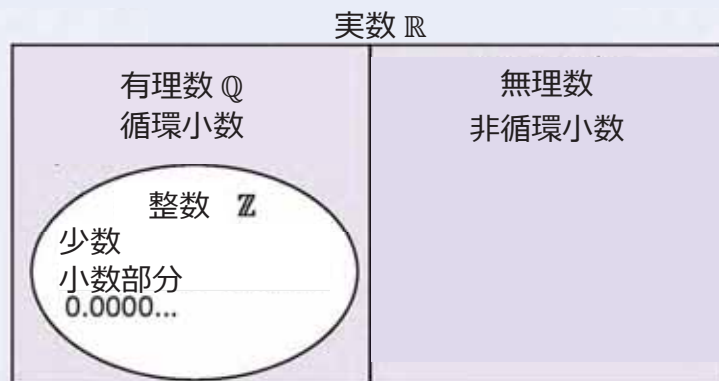 実数 ℝ
有理数 ℚ
循環小数
無理数
非循環小数
整数 ℤ
少数
小数部分
0.0000...